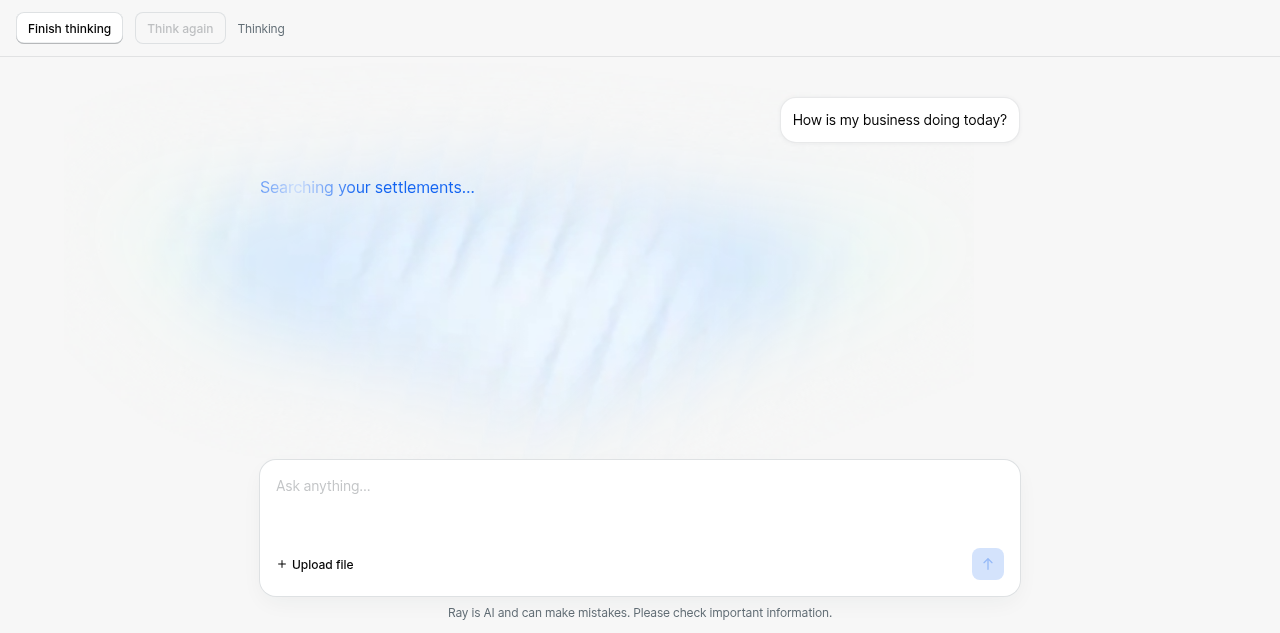 Finish thinking
Think again
Thinking
How is my business doing today?
Searching your settlements...
Ask anything...
+ Upload file
Ray is AI and can make mistakes. Please check important information.